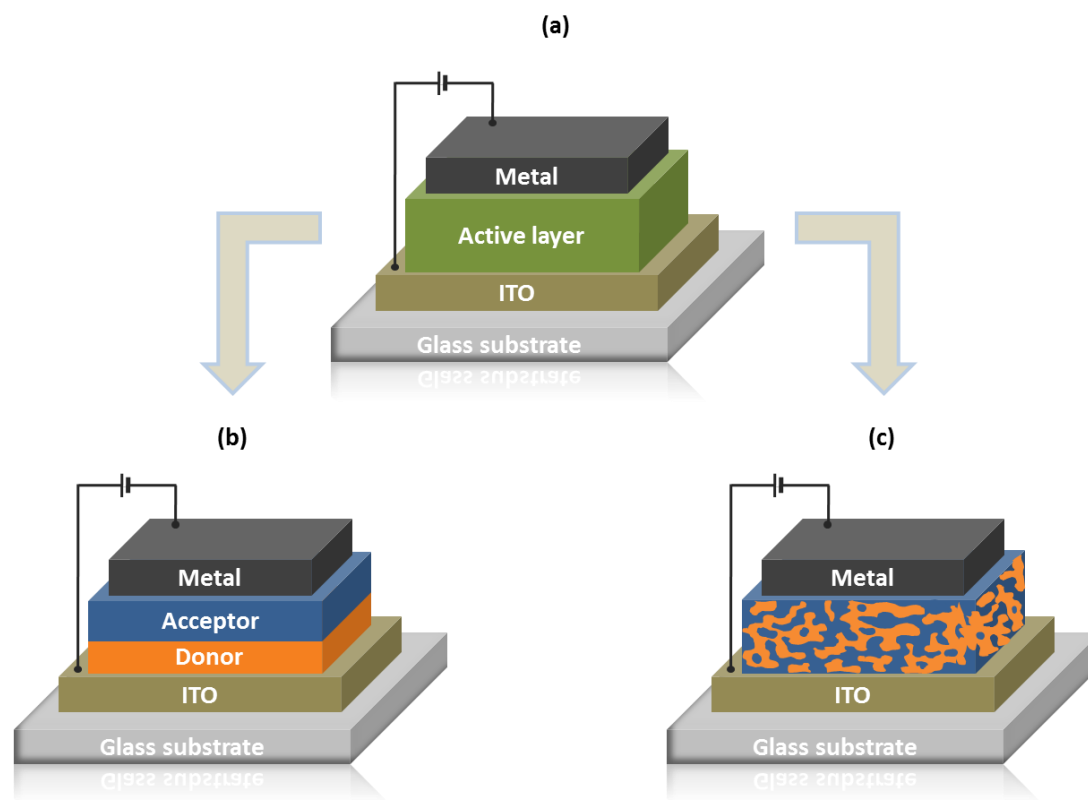 (a)
Metal
Active layer
ITO
Glass substrate
(b)
(c)
Metal
Acceptor
Donor
ITO
Glass substrate
Metal
ITO
Glass substrate